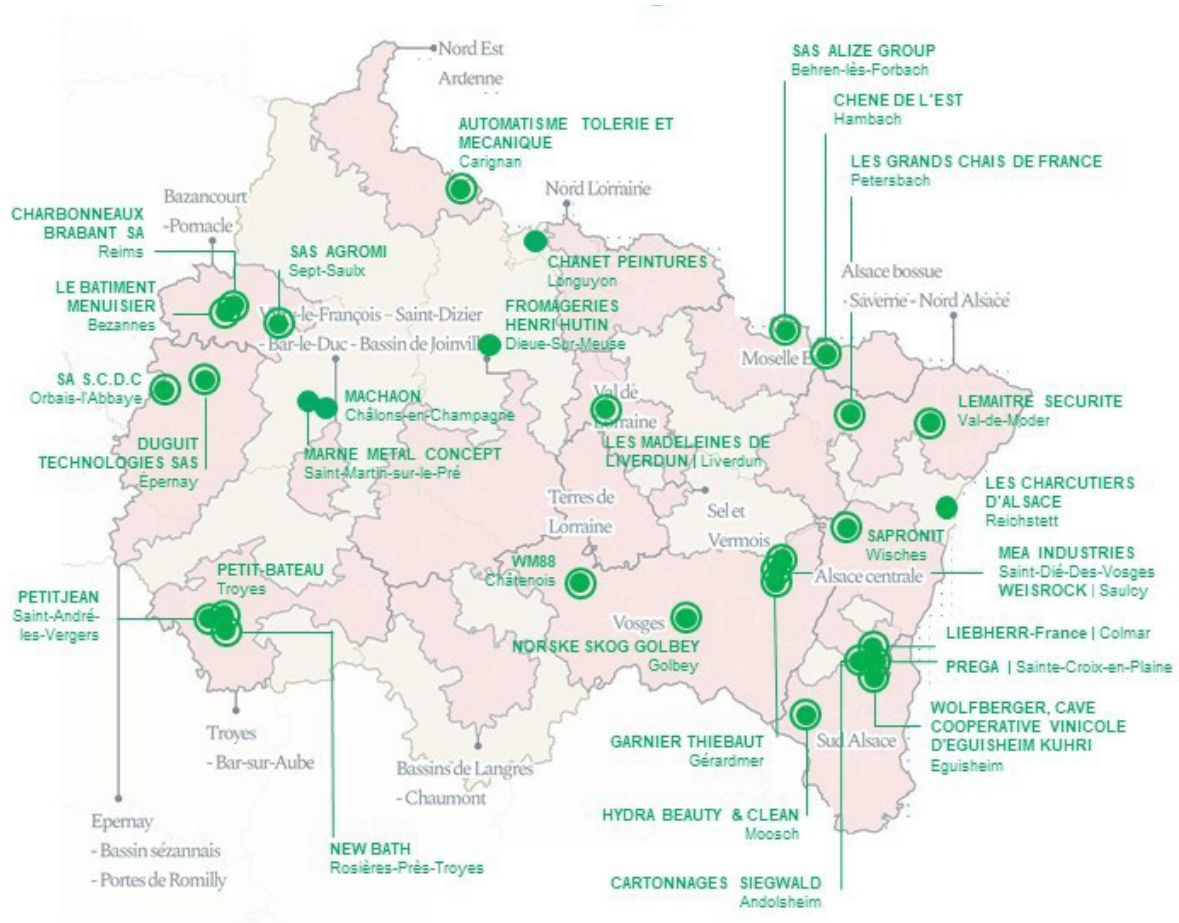 Nord Est
Ardenne
SAS ALIZE GROUP
Behren-lès-Forbach
CHENE DE L'EST
Hambach
AUTOMATISME TOLERIE ET
MECANIQUE
Carignan
LES GRANDS CHAIS DE FRANCE
Petersbach
Bazancourt
-Pomacle
Nord Lorraine
CHARBONNEAUX
BRABANT SA
Reims
SAS AGROMI
Sept-Saulx
CHANET PEINTURES
Longuyon
Alsace bossue
- Saverne - Nord Alsace
LE BATIMENT
MENUISIER
Bezannes
-le-François – Saint-Dizier
- Bar-le-Duc - Bassin de Joinvill
FROMAGERIES
HENRI HUTIN
Dieue-Sur-Meuse
Moselle E
SA S.C.D.C
Orbais-l'Abbaye
MACHAON
Châlons-en-Champagne
Val de
Lorraine
LEMAITRE SECURITE
Val-de-Moder
DUGUIT
TECHNOLOGIES SAS
Épernay
MARNE METAL CONCEPT
Saint-Martin-sur-le-Pré
LES MADELEINES DE
LIVERDUN | Liverdun
LES CHARCUTIERS
D'ALSACE
Reichstett
Terres de
Lorraine
Sel et
Vermois
SAPRONIT
Wisches
WM88
Châtenois
MEA INDUSTRIES
Saint-Dié-Des-Vosges
WEISROCK | Saulcy
Alsace centrale
PETIT-BATEAU
Troyes
PETITJEAN
Saint-André-
les-Vergers
Vosges
NORSKE SKOG GOLBEY
Golbey
LIEBHERR-France | Colmar
PREGA | Sainte-Croix-en-Plaine
WOLFBERGER, CAVE
COOPERATIVE VINICOLE
D'EGUISHEIM KUHRI
Eguisheim
Troyes
- Bar-sur-Aube
Bassins de Langres
- Chaumont
GARNIER THIEBAUT
Gérardmer
Sud Alsace
HYDRA BEAUTY & CLEAN
Moosch
Epernay
- Bassin sézannais
- Portes de Romilly
NEW BATH
Rosières-Près-Troyes
CARTONNAGES SIEGWALD
Andolsheim